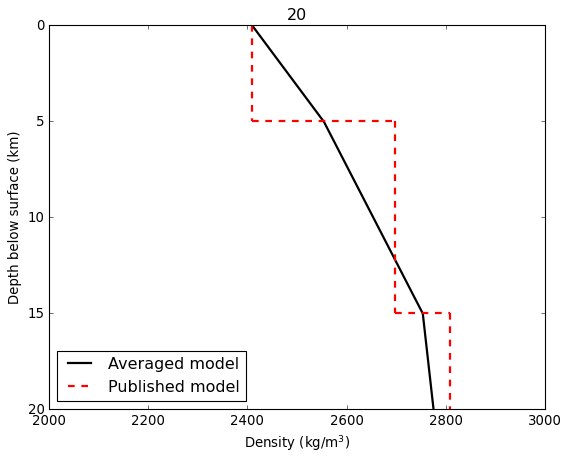 20
Depth below surface (km)
0
5
10
15
20
Averaged model
Published model
2000 2200 2400 2600 2800 3000
Density (kg/m³)